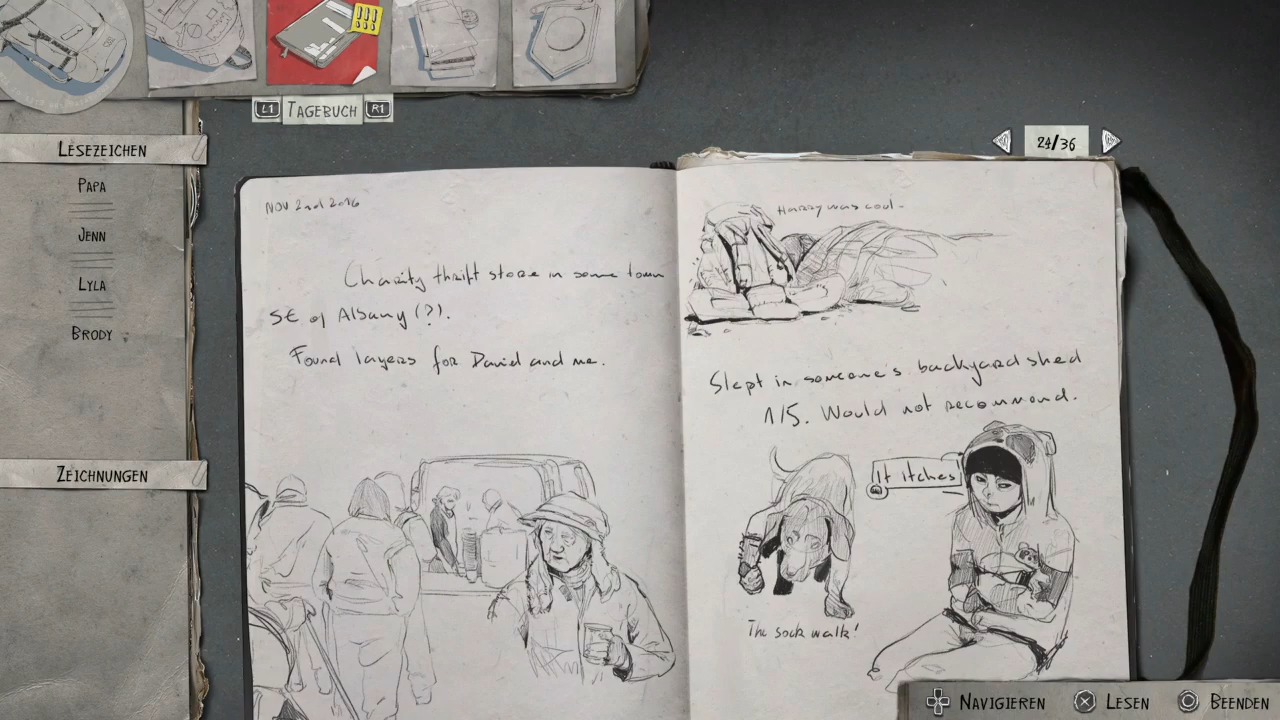 L1 TAGEBUCH R1
LESEZEICHEN
PAPA
JENN
LYLA
BRODY
ZEICHNUNGEN
24/36
NOV 2nd 2016
Charity thrift store in some town
SE of Albany (?).
Found layers for David and me.
Harry was cool.
Slept in someone's backyard shed
1/5. Would not recommend.
It itches
The sock walk!
NAVIGIEREN
LESEN
BEENDEN